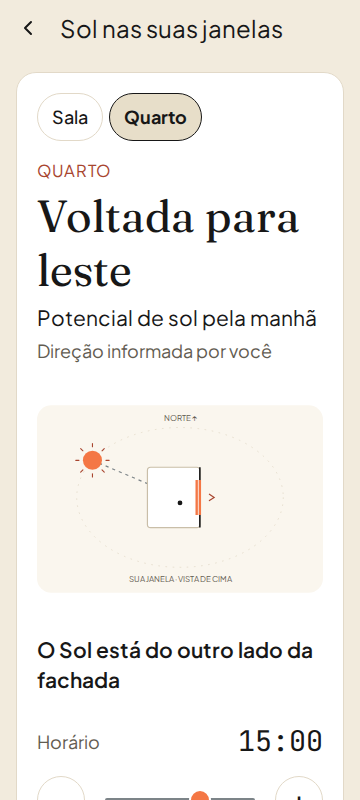 Sol nas suas janelas
Sala
Quarto
QUARTO
Voltada para
leste
Potencial de sol pela manhã
Direção informada por você
NORTE↑
SUA JANELA · VISTA DE CIMA
O Sol está do outro lado da
fachada
Horário
15:00